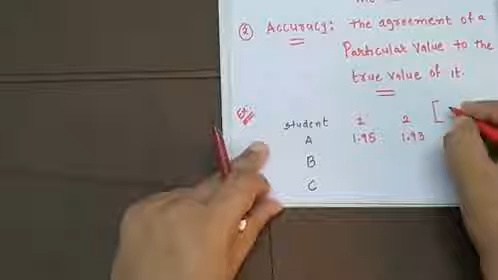 ② Accuracy: The agreement of a
Particular value to the
true value of it.
Ex:
Student 1 2 [
A 1.95 1.93
B
C